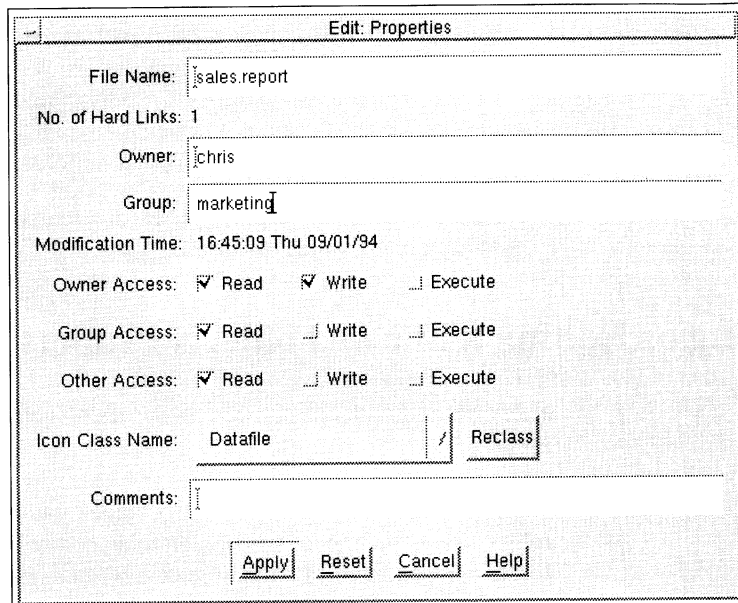 Edit: Properties
File Name: sales.report
No. of Hard Links: 1
Owner: chris
Group: marketing
Modification Time: 16:45:09 Thu 09/01/94
Owner Access: Read Write Execute
Group Access: Read Write Execute
Other Access: Read Write Execute
Icon Class Name: Datafile Reclass
Comments:
Apply Reset Cancel Help